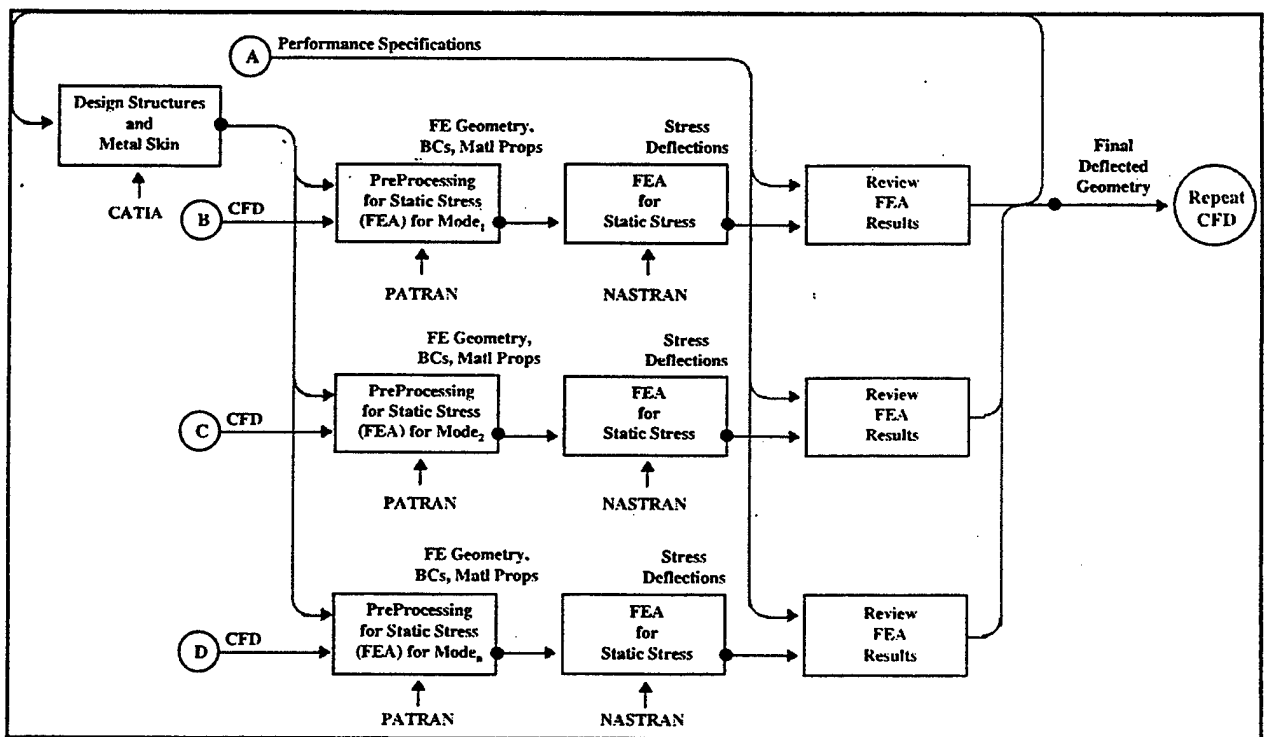 A
Performance Specifications
Design Structures
and
Metal Skin
CATIA
FE Geometry.
BCs, Matl Props
Stress
Deflections
Final
Deflected
Geometry
B
CFD
PreProcessing
for Static Stress
(FEA) for Mode₁
FEA
for
Static Stress
Review
FEA
Results
Repeat
CFD
PATRAN
NASTRAN
FE Geometry,
BCs, Matl Props
Stress
Deflections
C
CFD
PreProcessing
for Static Stress
(FEA) for Mode₂
FEA
for
Static Stress
Review
FEA
Results
PATRAN
NASTRAN
FE Geometry.
BCs, Matl Props
Stress
Deflections
D
CFD
PreProcessing
for Static Stress
(FEA) for Modeₙ
FEA
for
Static Stress
Review
FEA
Results
PATRAN
NASTRAN